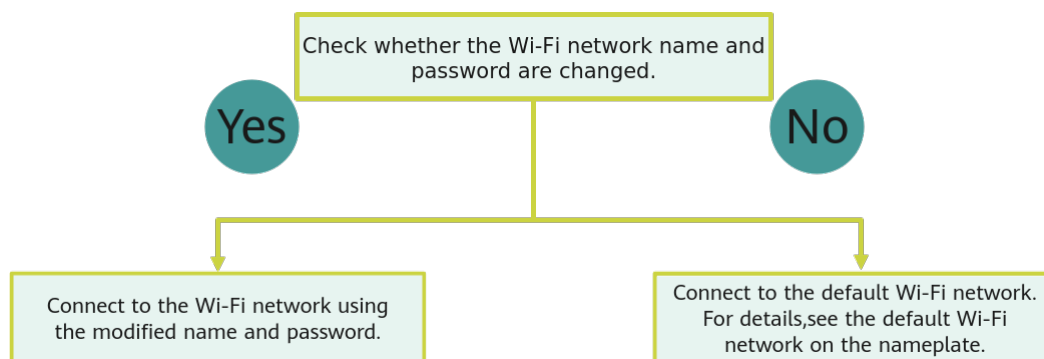 Check whether the Wi-Fi network name and
password are changed.
Yes
No
Connect to the Wi-Fi network using
the modified name and password.
Connect to the default Wi-Fi network.
For details,see the default Wi-Fi
network on the nameplate.